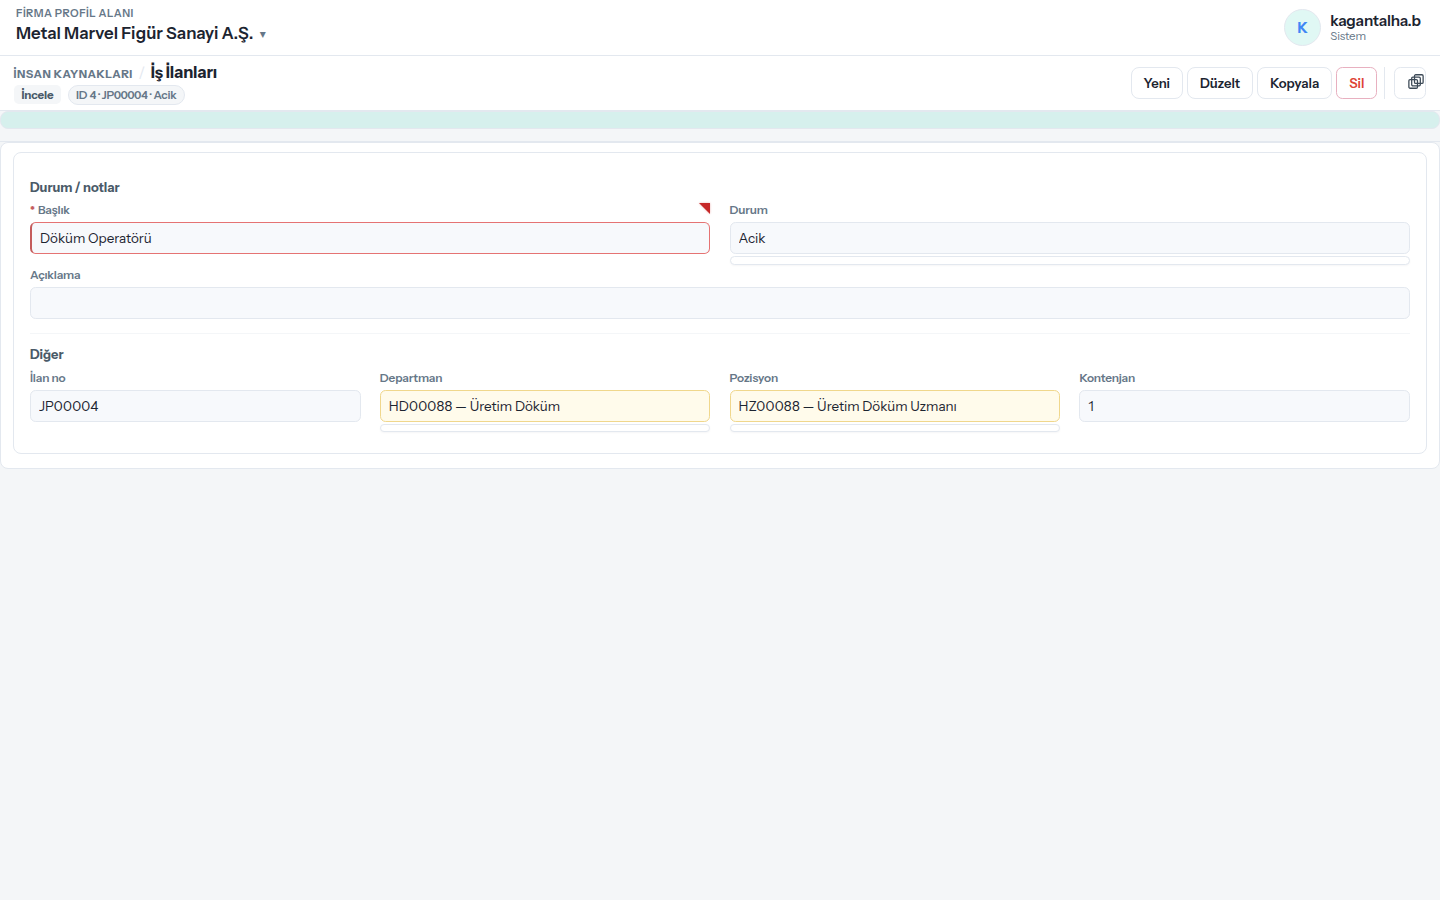 FİRMA PROFİL ALANI
Metal Marvel Figür Sanayi A.Ş. ▾
K
kagantalha.b
Sistem
İNSAN KAYNAKLARI / İş İlanları
İncele ID 4 · JP00004 · Acik
Yeni Düzelt Kopyala Sil
Durum / notlar
* Başlık
Durum
Döküm Operatörü
Acik
Açıklama
Diğer
İlan no Departman Pozisyon Kontenjan
JP00004 HD00088 — Üretim Döküm HZ00088 — Üretim Döküm Uzmanı 1